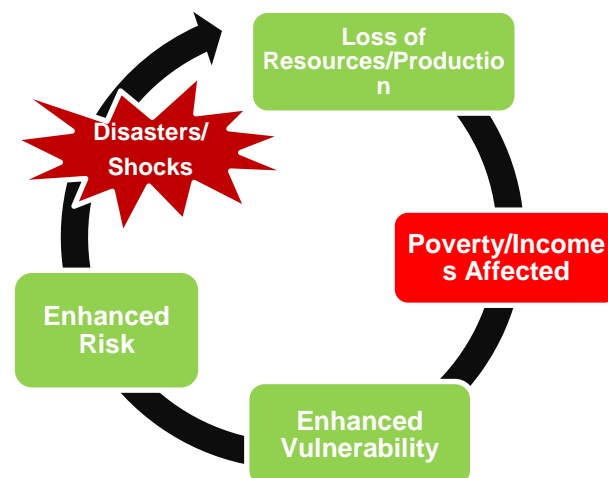 Loss of
Resources/Productio
n
Disasters/
Shocks
Poverty/Income
s Affected
Enhanced
Risk
Enhanced
Vulnerability